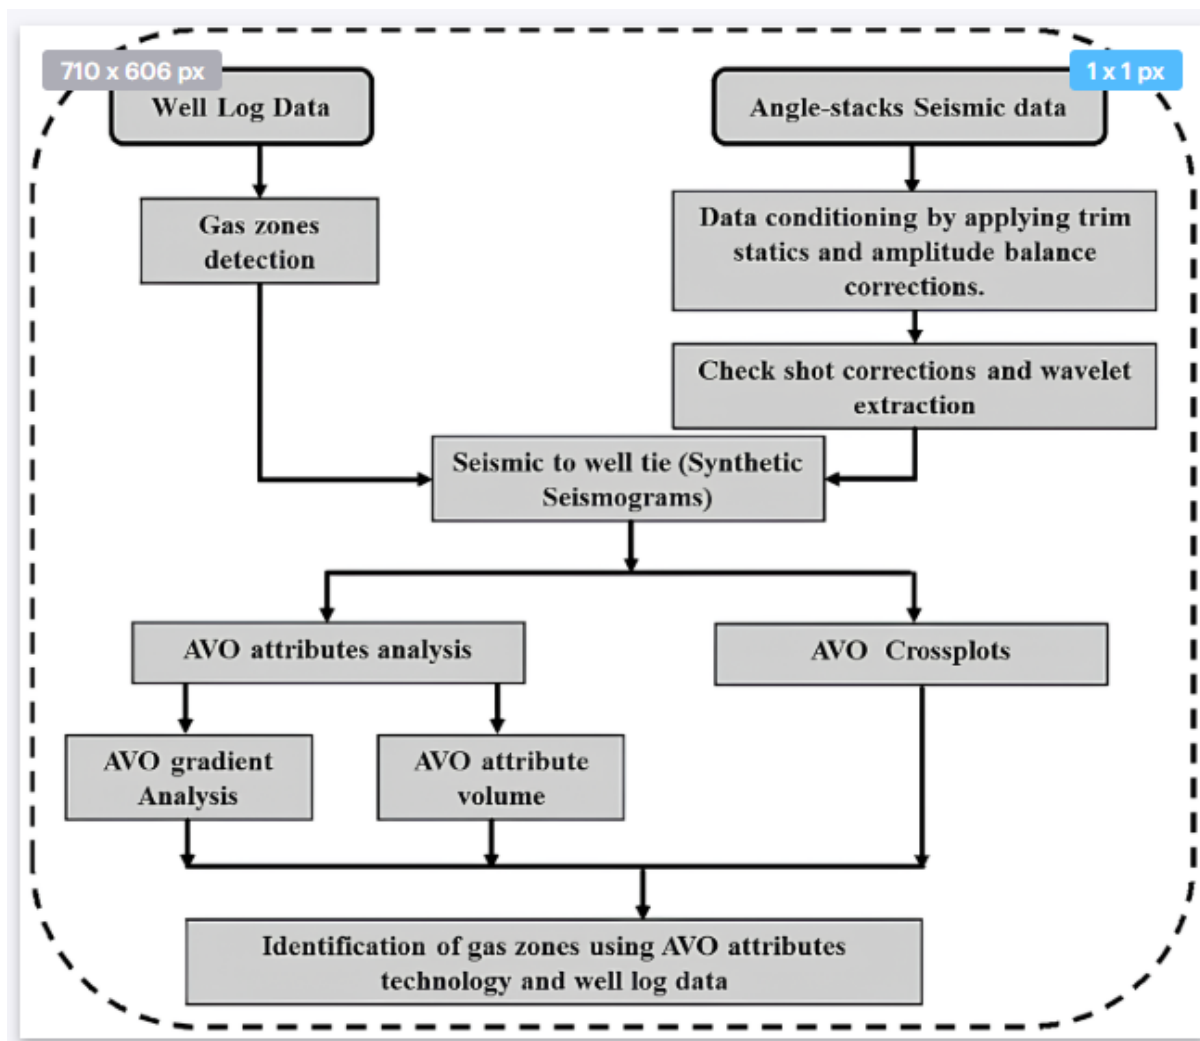 710 x 606 px
1 x 1 px
Well Log Data
Angle-stacks Seismic data
Gas zones
detection
Data conditioning by applying trim
statics and amplitude balance
corrections.
Check shot corrections and wavelet
extraction
Seismic to well tie (Synthetic
Seismograms)
AVO attributes analysis
AVO Crossplots
AVO gradient
Analysis
AVO attribute
volume
Identification of gas zones using AVO attributes
technology and well log data